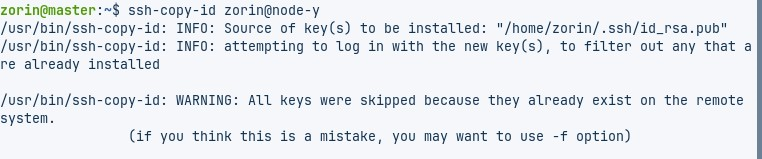 zorin@master:~$ ssh-copy-id zorin@node-y
/usr/bin/ssh-copy-id: INFO: Source of key(s) to be installed: "/home/zorin/.ssh/id_rsa.pub"
/usr/bin/ssh-copy-id: INFO: attempting to log in with the new key(s), to filter out any that a
re already installed
/usr/bin/ssh-copy-id: WARNING: All keys were skipped because they already exist on the remote
system.
(if you think this is a mistake, you may want to use -f option)